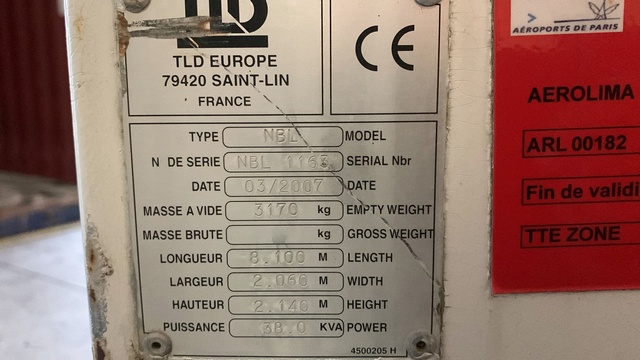 TLD
TLD EUROPE
79420 SAINT-LIN
FRANCE
CE
TYPE NBL MODEL
N DE SERIE NBL 1163 SERIAL Nbr
DATE 03/2007 DATE
MASSE A VIDE 3170 kg EMPTY WEIGHT
MASSE BRUTE kg GROSS WEIGHT
LONGUEUR 8.100 M LENGTH
LARGEUR 2.060 M WIDTH
HAUTEUR 2.140 M HEIGHT
PUISSANCE 38.0 KVA POWER
4500205 H
AÉROPORTS DE PARIS
AEROLIMA
ARL 00182
Fin de validi
TTE ZONE